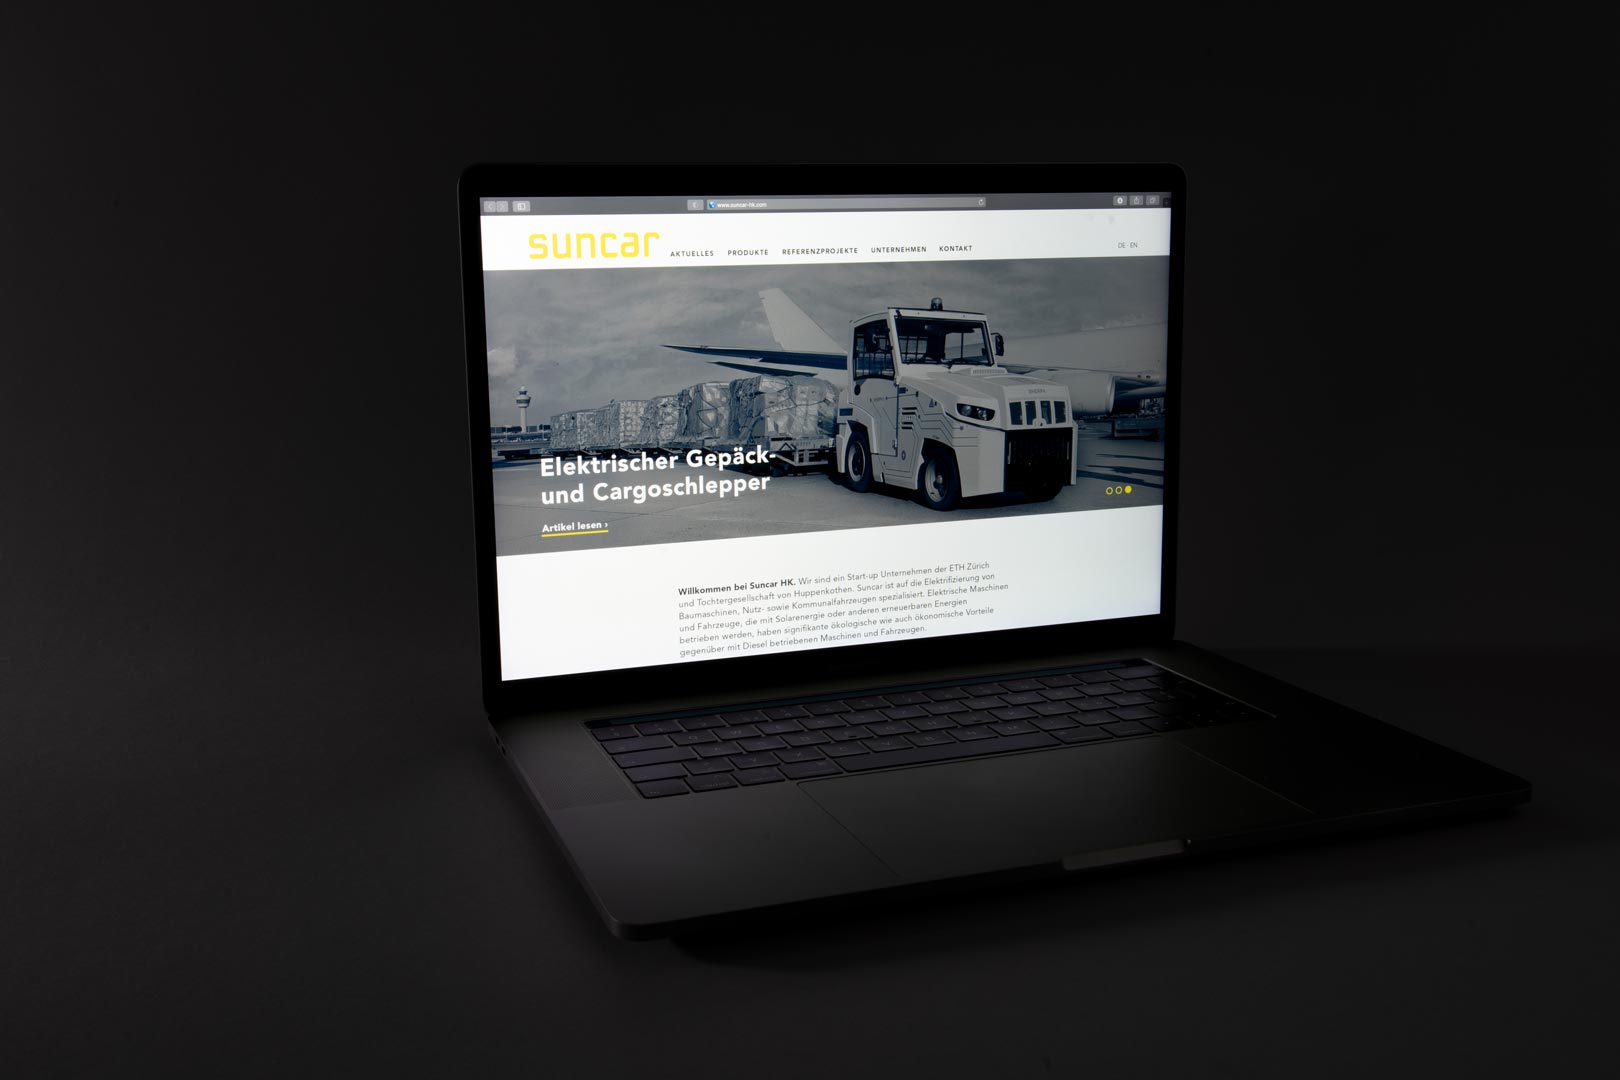 www.suncar-hk.com
suncar
AKTUELLES PRODUKTE REFERENZPROJEKTE UNTERNEHMEN KONTAKT
DE · EN
Elektrischer Gepäck-
und Cargoschlepper
Artikel lesen ›
Willkommen bei Suncar HK. Wir sind ein Start-up Unternehmen der ETH Zürich
und Tochtergesellschaft von Huppenkothen. Suncar ist auf die Elektrifizierung von
Baumaschinen, Nutz- sowie Kommunalfahrzeugen spezialisiert. Elektrische Maschinen
und Fahrzeuge, die mit Solarenergie oder anderen erneuerbaren Energien
betrieben werden, haben signifikante ökologische wie auch ökonomische Vorteile
gegenüber mit Diesel betriebenen Maschinen und Fahrzeugen.